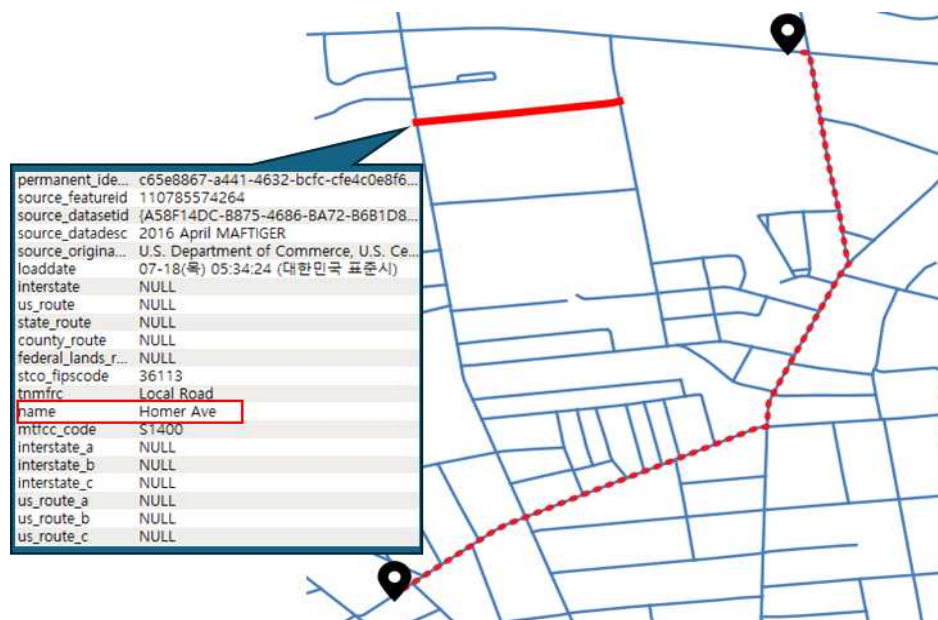 permanent_ide... c65e8867-a441-4632-bcfc-cfe4c0e8f6...
source_featureid 110785574264
source_datasetid {A58F14DC-B875-4686-BA72-B6B1D8...
source_datadesc 2016 April MAFTIGER
source_origina... U.S. Department of Commerce, U.S. Ce...
loaddate 07-18(목) 05:34:24 (대한민국 표준시)
interstate NULL
us_route NULL
state_route NULL
county_route NULL
federal_lands_r... NULL
stco_fipscode 36113
tnmfrc Local Road
name Homer Ave
mtfcc_code S1400
interstate_a NULL
interstate_b NULL
interstate_c NULL
us_route_a NULL
us_route_b NULL
us_route_c NULL